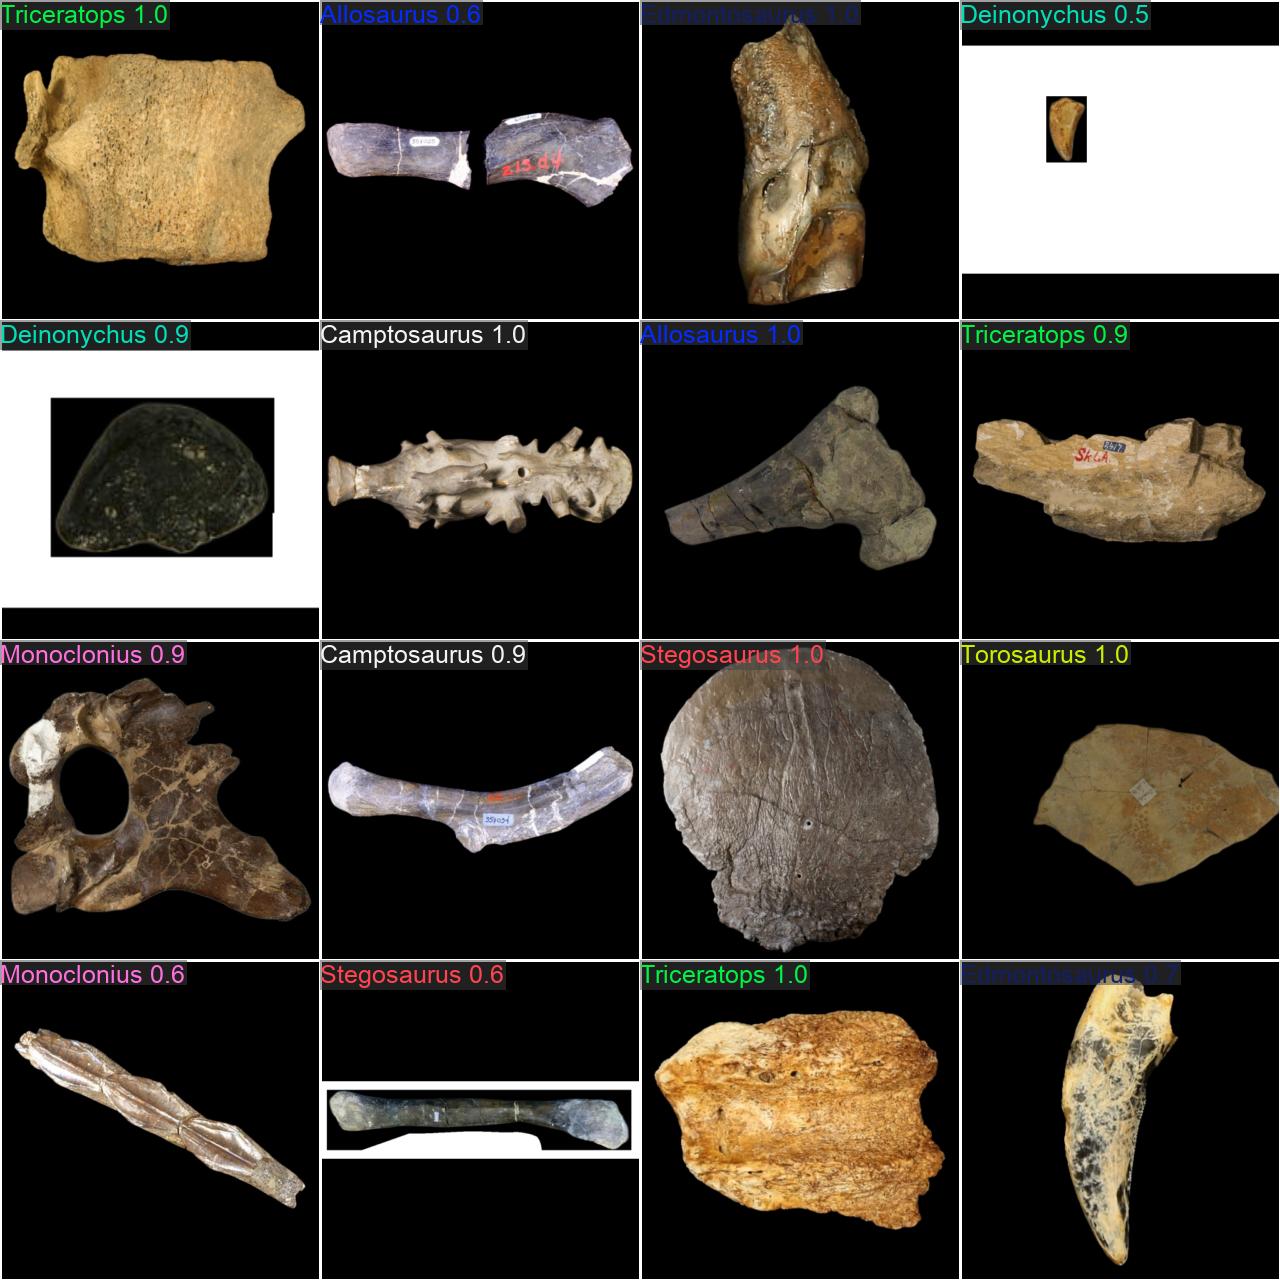 Triceratops 1.0
Allosaurus 0.6
Edmontosaurus 1.0
Deinonychus 0.5
Deinonychus 0.9
Camptosaurus 1.0
Allosaurus 1.0
Triceratops 0.9
Monoclonius 0.9
Camptosaurus 0.9
Stegosaurus 1.0
Torosaurus 1.0
Monoclonius 0.6
Stegosaurus 0.6
Triceratops 1.0
Edmontosaurus 0.7